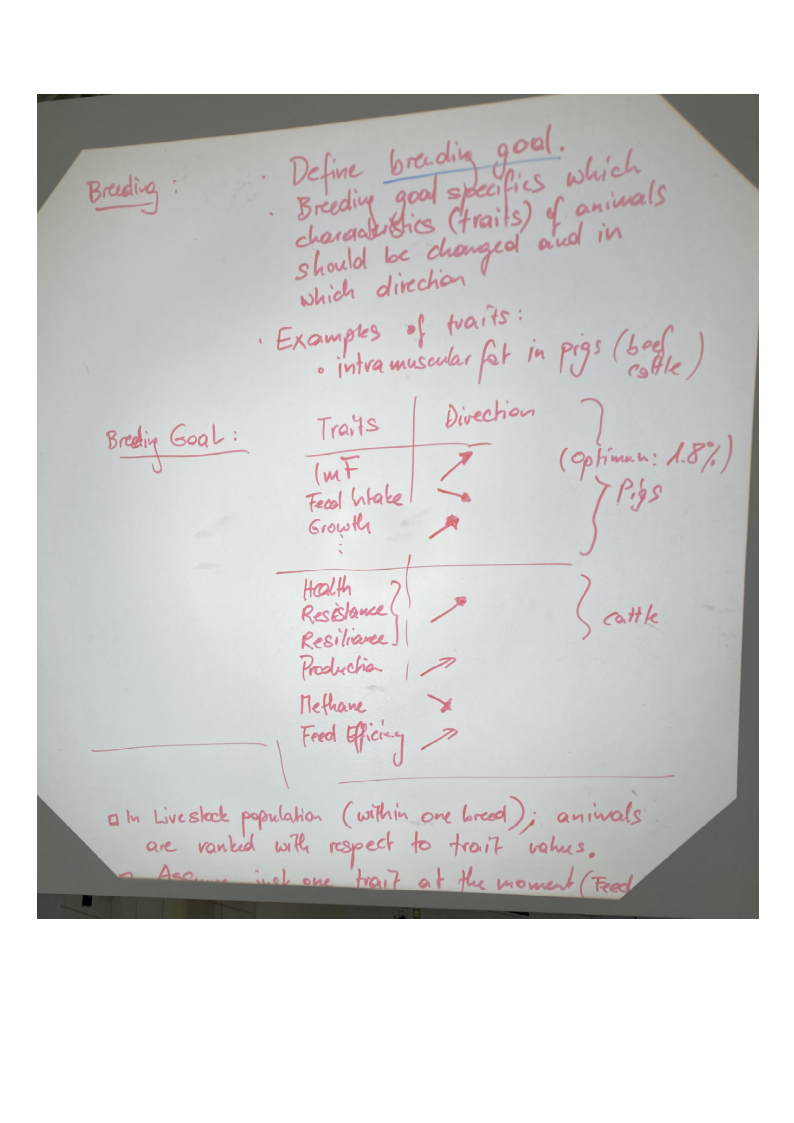 Breeding : · Define breeding goal.
· Breeding goal specifics which
characteristics (traits) of animals
should be changed and in
which direction
· Examples of traits:
• intramuscular fat in pigs (beef
cattle)
Breeding Goal: Traits Direction
ImF ↗ (Optimum: 1.8%)
Feed Intake ↘ Pigs
Growth ↗
⋮
Health
Resistance ↗ cattle
Resiliance
Production ↗
Methane ↘
Feed Efficiency ↗
□ In Livestock population (within one breed); animals
are ranked with respect to trait values.
□ Assume just one trait at the moment (Feed